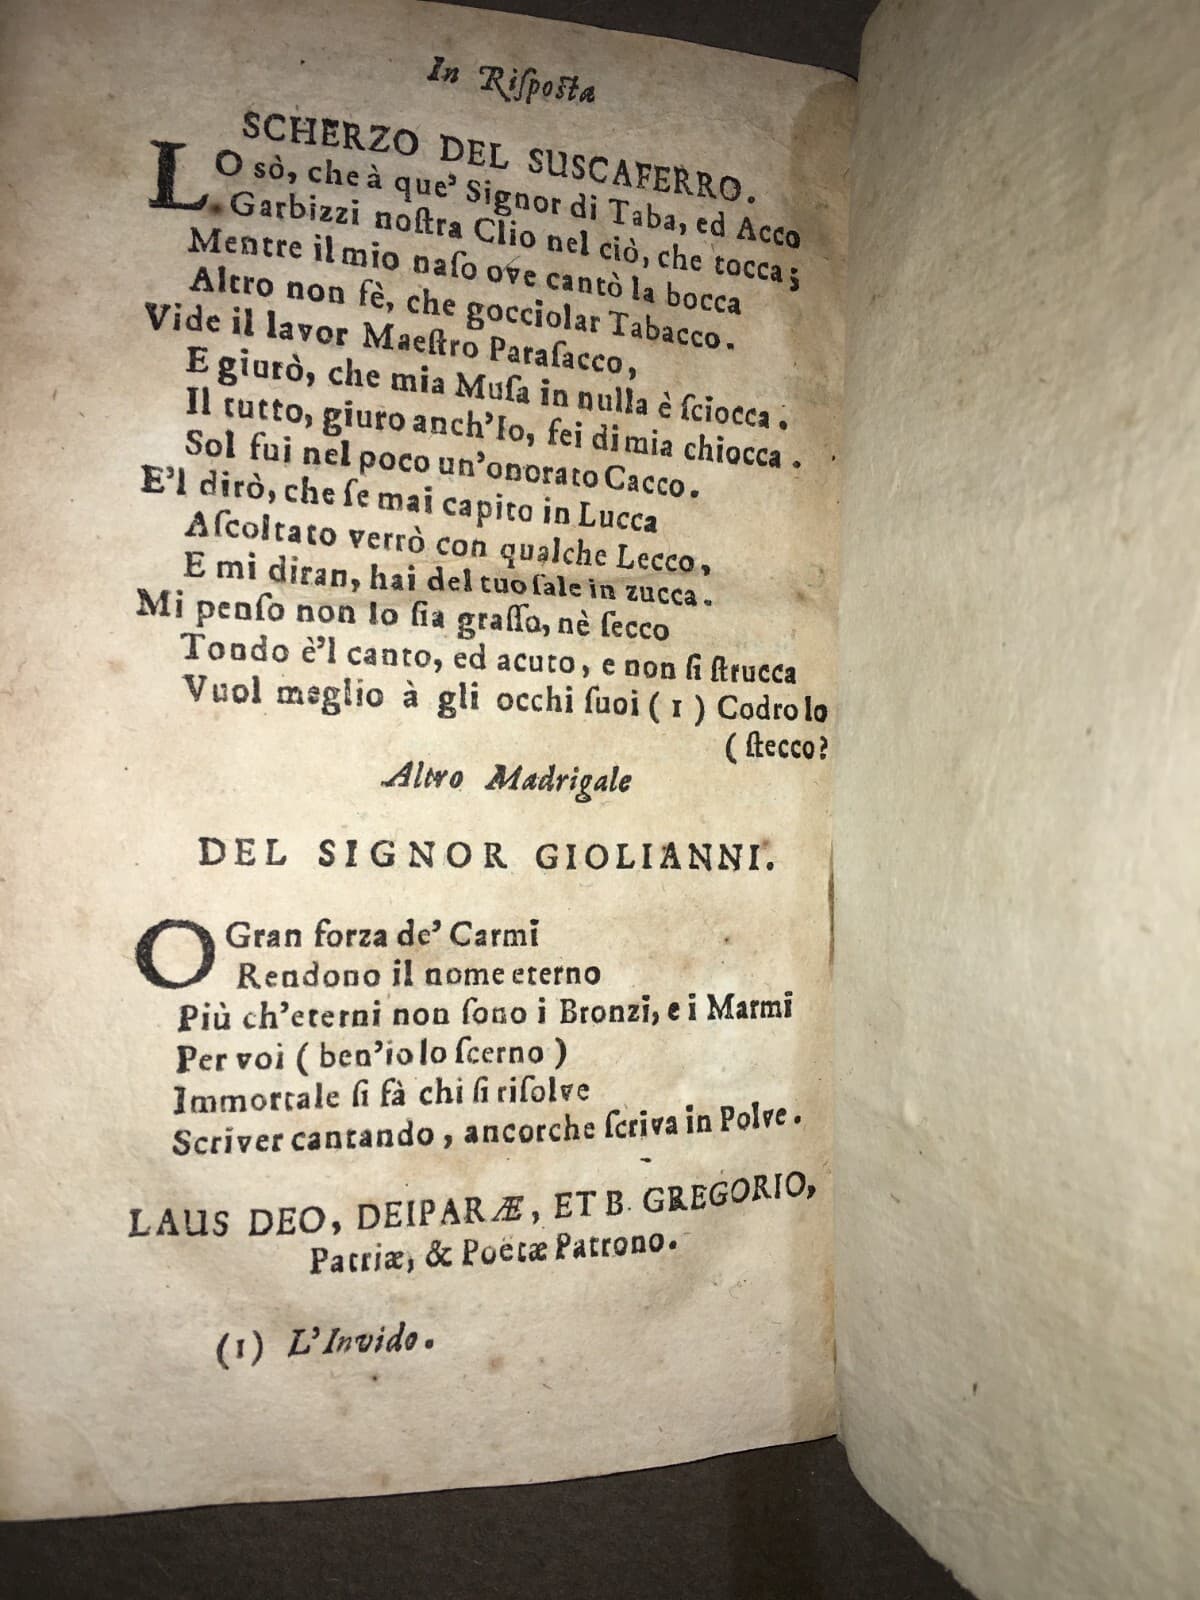 In Riſpoſta
SCHERZO DEL SUSCAFERRO.
LO sò, che à que' Signor di Taba, ed Acco
Garbizzi noſtra Clio nel ciò, che tocca;
Mentre il mio naſo ove cantò la bocca
Altro non fè, che gocciolar Tabacco.
Vide il lavor Maeſtro Paraſacco,
E giurò, che mia Muſa in nulla è ſciocca.
Il tutto, giuro anch'Io, fei di mia chiocca.
Sol fui nel poco un'onorato Cacco.
E'l dirò, che ſe mai capito in Lucca
Aſcoltato verrò con qualche Lecco,
E mi diran, hai del tuo ſale in zucca.
Mi penſo non Io ſia graſſo, nè ſecco
Tondo è'l canto, ed acuto, e non ſi ſtrucca
Vuol meglio à gli occhi ſuoi (1) Codro lo
(ſtecco?
Altro Madrigale
DEL SIGNOR GIOLIANNI.
O Gran forza de' Carmi
Rendono il nome eterno
Più ch'eterni non ſono i Bronzi, e i Marmi
Per voi (ben'io lo ſcerno)
Immortale ſi fà chi ſi riſolve
Scriver cantando, ancorche ſcriva in Polve.
LAUS DEO, DEIPARÆ, ET B. GREGORIO,
Patriæ, & Poëtæ Patrono.
(1) L'Invido.